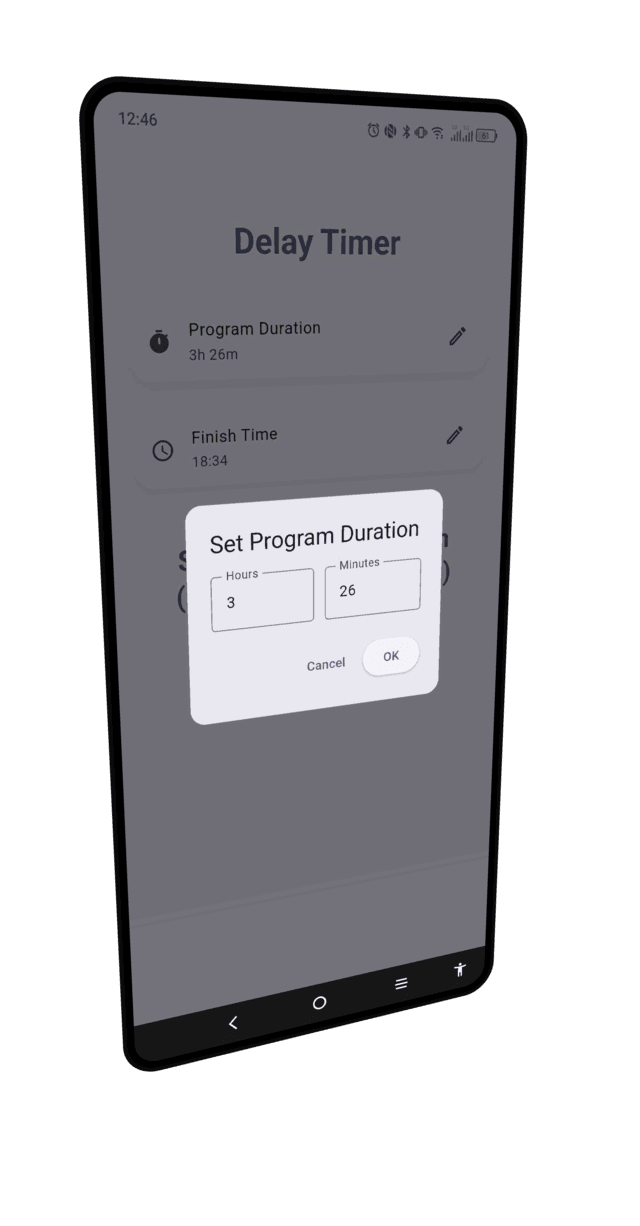 12:46
Delay Timer
Program Duration
3h 26m
Finish Time
18:34
Set Program Duration
Hours
Minutes
3
26
Cancel
OK